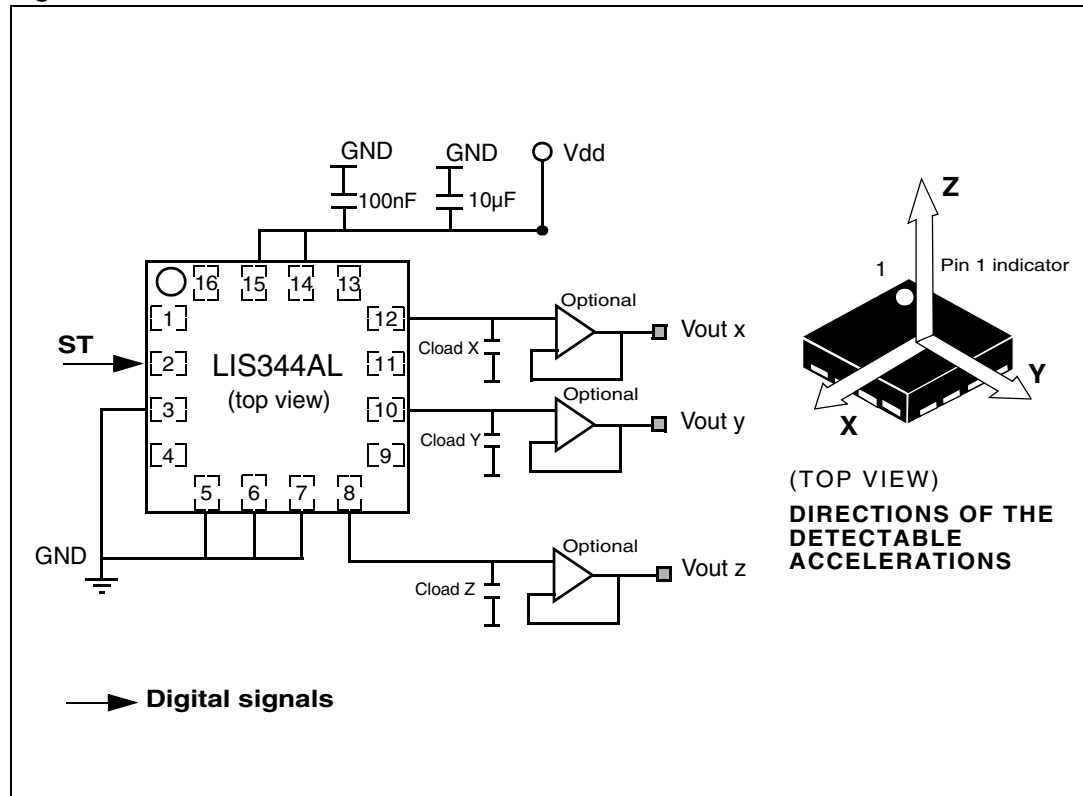 GND GND Vdd
100nF 10µF
16 15 14 13
1 12
ST 2 11
LIS344AL
(top view)
3 10
4 9
5 6 7 8
GND
Optional
Cload X
Vout x
Optional
Cload Y
Vout y
Optional
Cload Z
Vout z
Digital signals
Z
1 Pin 1 indicator
X Y
(TOP VIEW)
DIRECTIONS OF THE
DETECTABLE
ACCELERATIONS